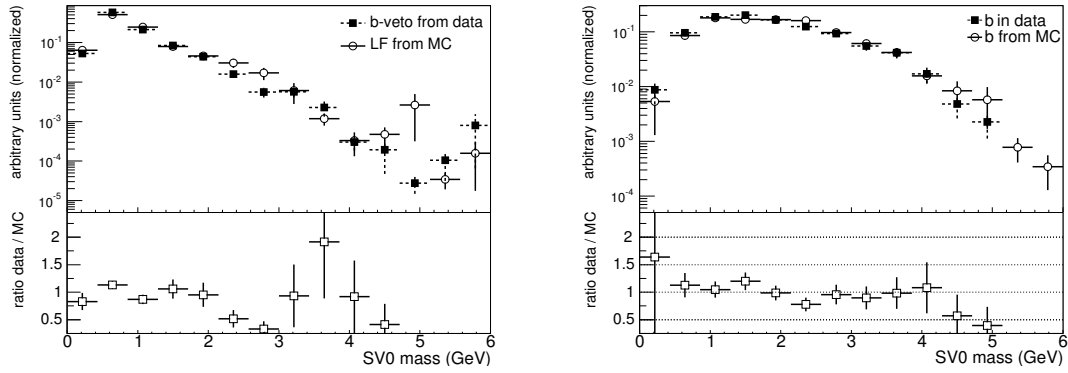 arbitrary units (normalized)
10^-1
10^-2
10^-3
10^-4
10^-5
b-veto from data
LF from MC
ratio data / MC
2
1.5
1
0.5
0 1 2 3 4 5 6
SV0 mass (GeV)
arbitrary units (normalized)
10^-1
10^-2
10^-3
10^-4
b in data
b from MC
ratio data / MC
2
1.5
1
0.5
0 1 2 3 4 5 6
SV0 mass (GeV)